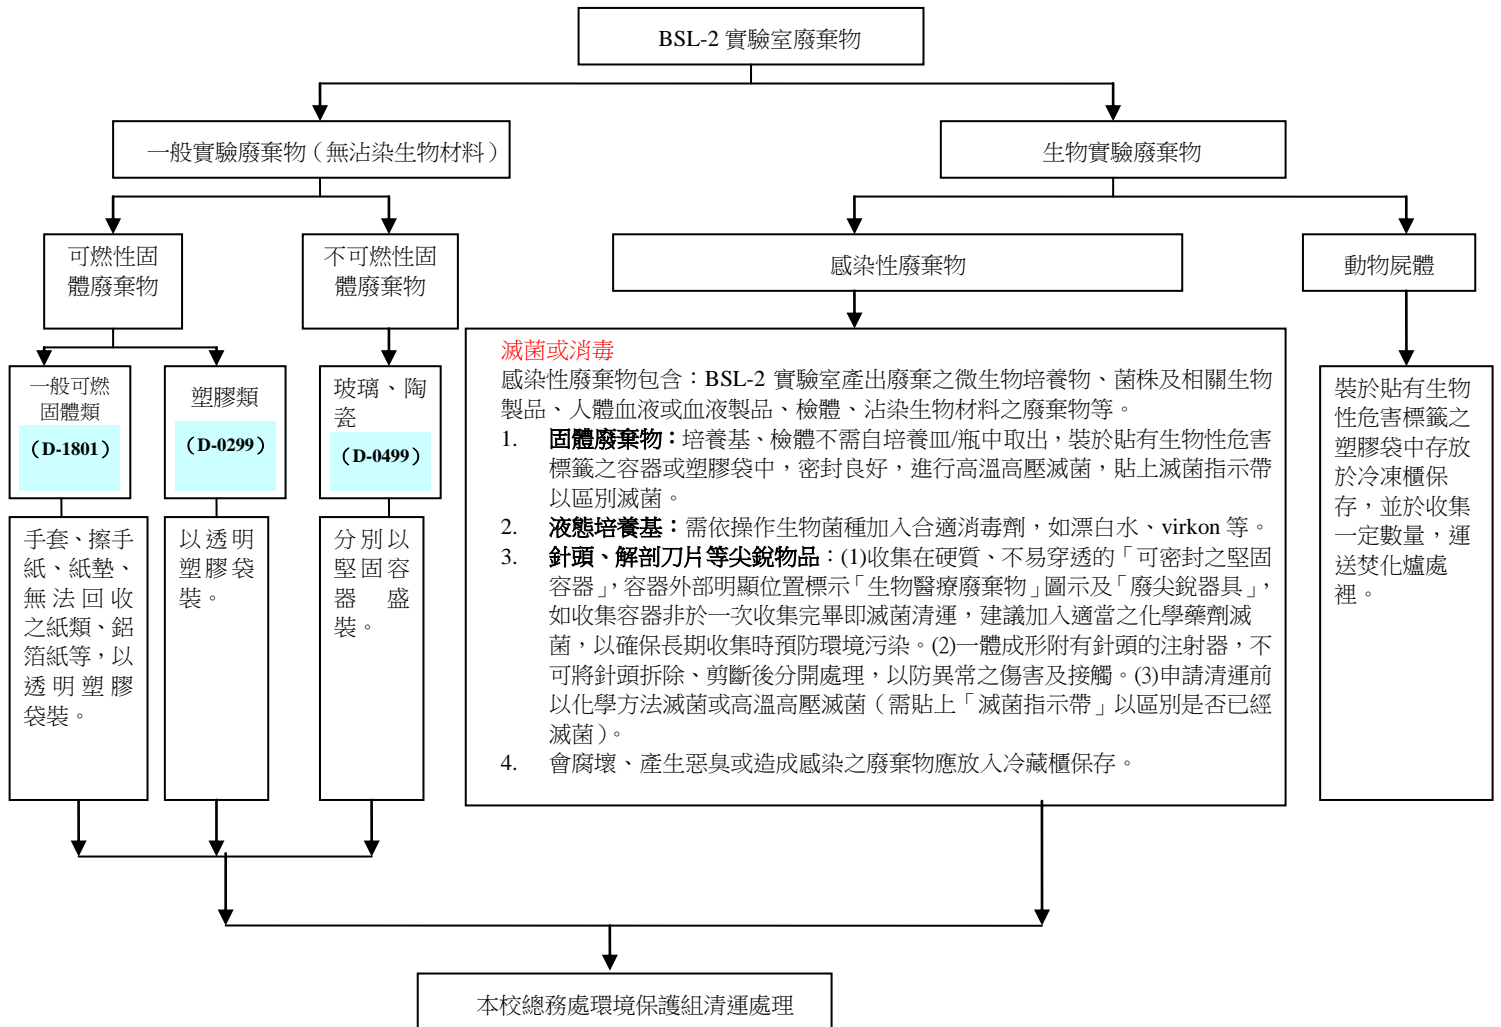 BSL-2 實驗室廢棄物
一般實驗廢棄物（無沾染生物材料）
生物實驗廢棄物
可燃性固
體廢棄物
不可燃性固
體廢棄物
感染性廢棄物
動物屍體
一般可燃
固體類
（D-1801）
塑膠類
（D-0299）
玻璃、陶
瓷
（D-0499）
手套、擦手
紙、紙墊、
無法回收
之紙類、鋁
箔紙等，以
透明塑膠
袋裝。
以透明
塑膠袋
裝。
分別以
堅固容
器盛
裝。
滅菌或消毒
感染性廢棄物包含：BSL-2 實驗室產出廢棄之微生物培養物、菌株及相關生物
製品、人體血液或血液製品、檢體、沾染生物材料之廢棄物等。
1. 固體廢棄物：培養基、檢體不需自培養皿/瓶中取出，裝於貼有生物性危害
標籤之容器或塑膠袋中，密封良好，進行高溫高壓滅菌，貼上滅菌指示帶
以區別滅菌。
2. 液態培養基：需依操作生物菌種加入合適消毒劑，如漂白水、virkon 等。
3. 針頭、解剖刀片等尖銳物品：(1)收集在硬質、不易穿透的「可密封之堅固
容器」，容器外部明顯位置標示「生物醫療廢棄物」圖示及「廢尖銳器具」，
如收集容器非於一次收集完畢即滅菌清運，建議加入適當之化學藥劑滅
菌，以確保長期收集時預防環境污染。(2)一體成形附有針頭的注射器，不
可將針頭拆除、剪斷後分開處理，以防異常之傷害及接觸。(3)申請清運前
以化學方法滅菌或高溫高壓滅菌（需貼上「滅菌指示帶」以區別是否已經
滅菌）。
4. 會腐壞、產生惡臭或造成感染之廢棄物應放入冷藏櫃保存。
裝於貼有生物
性危害標籤之
塑膠袋中存放
於冷凍櫃保
存，並於收集
一定數量，運
送焚化爐處
裡。
本校總務處環境保護組清運處理